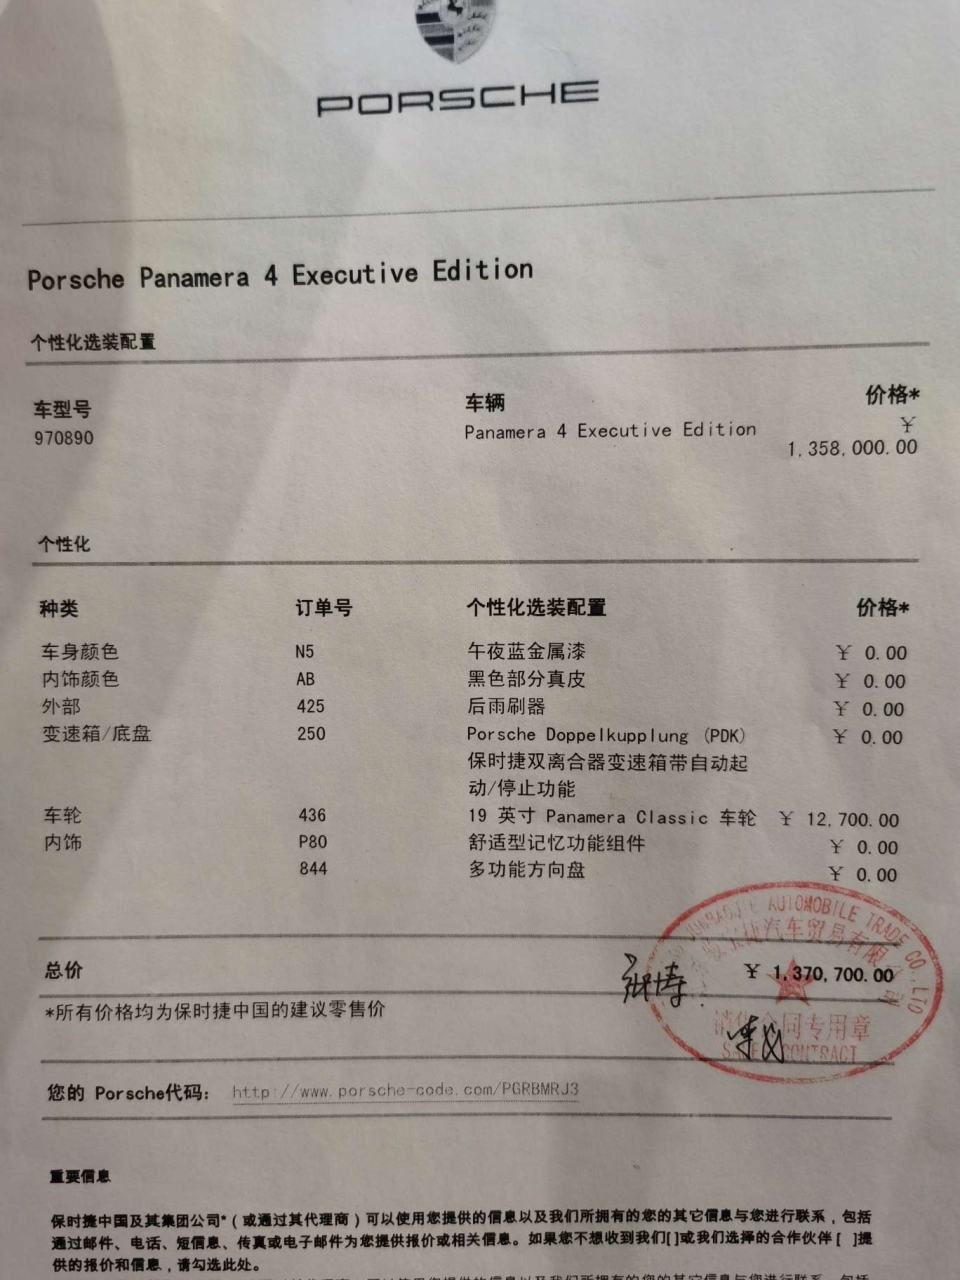 PORSCHE
Porsche Panamera 4 Executive Edition
个性化选装配置
车型号 车辆 价格*
970890 Panamera 4 Executive Edition ¥
1,358,000.00
个性化
种类 订单号 个性化选装配置 价格*
车身颜色 N5 午夜蓝金属漆 ¥ 0.00
内饰颜色 AB 黑色部分真皮 ¥ 0.00
外部 425 后雨刷器 ¥ 0.00
变速箱/底盘 250 Porsche Doppelkupplung (PDK) ¥ 0.00
保时捷双离合器变速箱带自动起
动/停止功能
车轮 436 19 英寸 Panamera Classic 车轮 ¥ 12,700.00
内饰 P80 舒适型记忆功能组件 ¥ 0.00
844 多功能方向盘 ¥ 0.00
AUTOMOBILE TRADE CO.,LTD
捷汽车贸易有限
总价 ¥ 1,370,700.00
*所有价格均为保时捷中国的建议零售价
合同专用章
CONTRACT
您的 Porsche代码: http://www.porsche-code.com/PGRBMRJ3
重要信息
保时捷中国及其集团公司*（或通过其代理商）可以使用您提供的信息以及我们所拥有的您的其它信息与您进行联系，包括
通过邮件、电话、短信息、传真或电子邮件为您提供报价或相关信息。如果您不想收到我们[]或我们选择的合作伙伴[ ]提
供的报价和信息，请勾选此处。